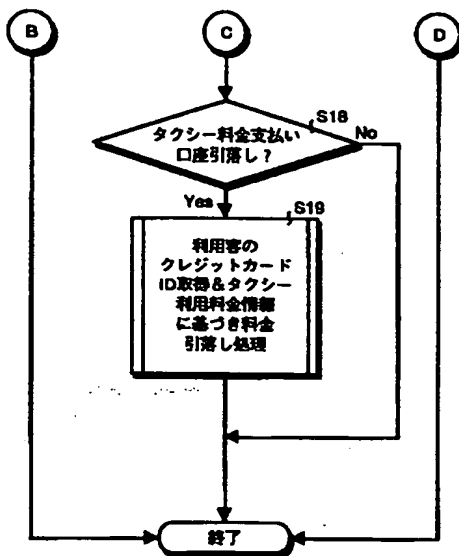 B C D
S18
タクシー料金支払い
口座引落し?
No
Yes
S19
利用客の
クレジットカード
ID取得&タクシー
利用料金情報
に基づき料金
引落し処理
終了